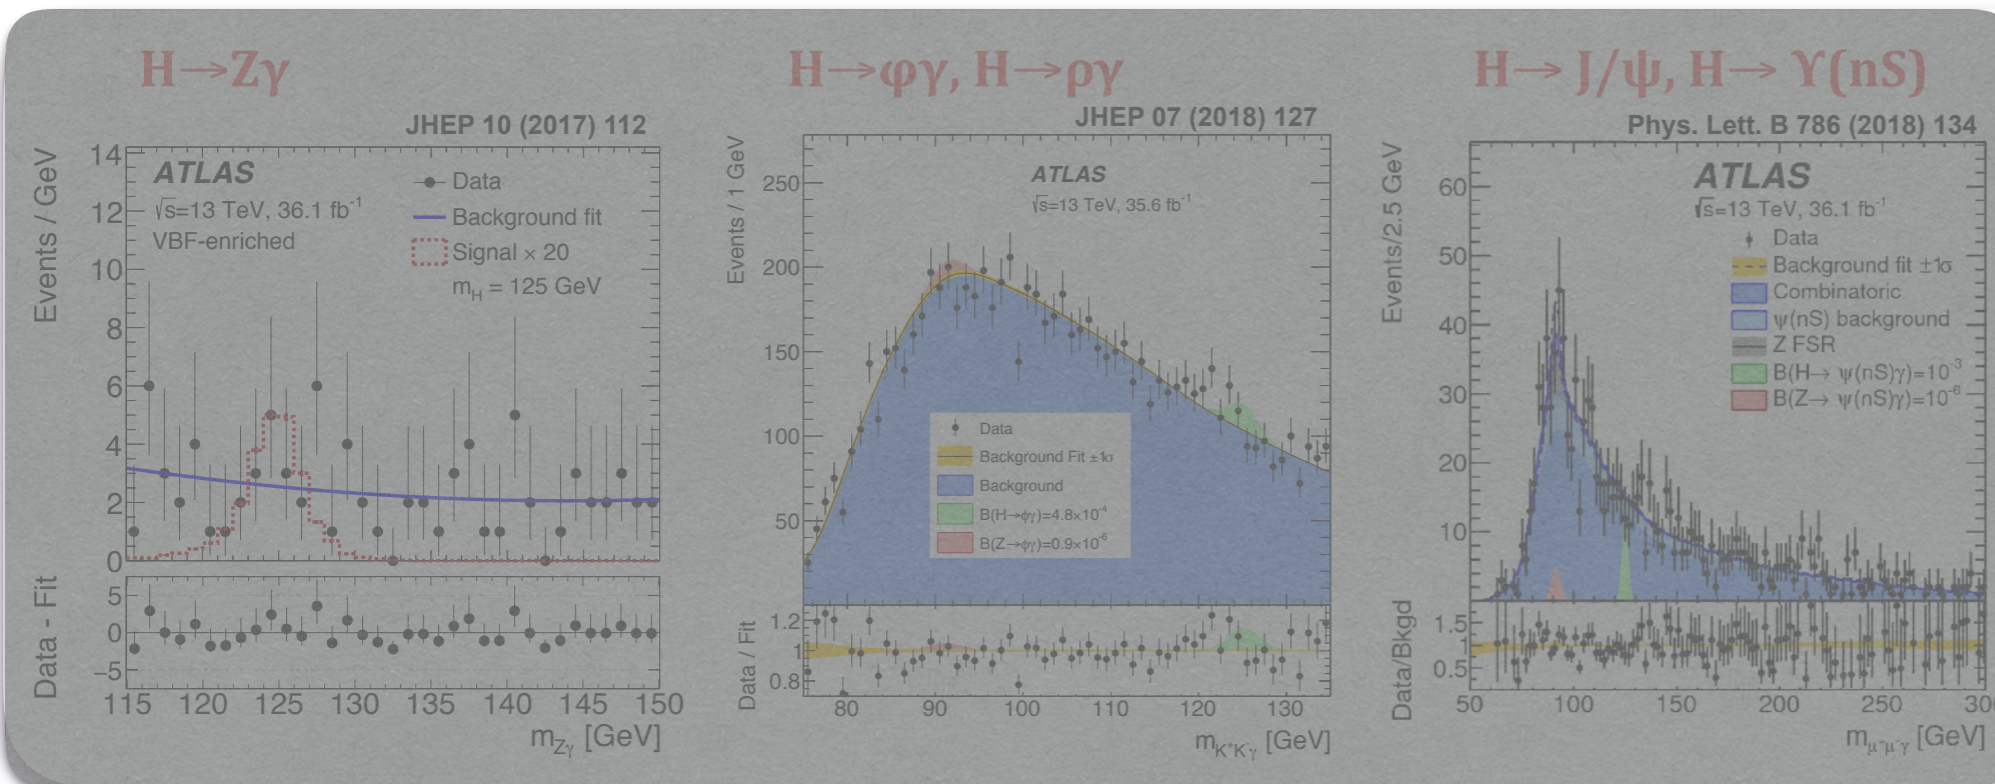 H→Zγ
JHEP 10 (2017) 112
Events / GeV
14
12
10
8
6
4
2
0
ATLAS
√s=13 TeV, 36.1 fb⁻¹
VBF-enriched
Data
Background fit
Signal × 20
m_H = 125 GeV
Data - Fit
5
0
−5
115 120 125 130 135 140 145 150
m_Zγ [GeV]
H→φγ, H→ργ
JHEP 07 (2018) 127
Events / 1 GeV
250
200
150
100
50
ATLAS
√s=13 TeV, 35.6 fb⁻¹
Data
Background Fit ±1σ
Background
B(H→φγ)=4.8×10⁻⁴
B(Z→φγ)=0.9×10⁻⁶
Data / Fit
1.2
1
0.8
80 90 100 110 120 130
m_K⁺K⁻γ [GeV]
H→ J/ψ, H→ ϒ(nS)
Phys. Lett. B 786 (2018) 134
Events/2.5 GeV
60
50
40
30
20
10
ATLAS
√s=13 TeV, 36.1 fb⁻¹
Data
Background fit ±1σ
Combinatoric
ψ(nS) background
Z FSR
B(H→ ψ(nS)γ)=10⁻³
B(Z→ ψ(nS)γ)=10⁻⁶
Data/Bkgd
1.5
1
0.5
50 100 150 200 250 300
m_μ⁺μ⁻γ [GeV]